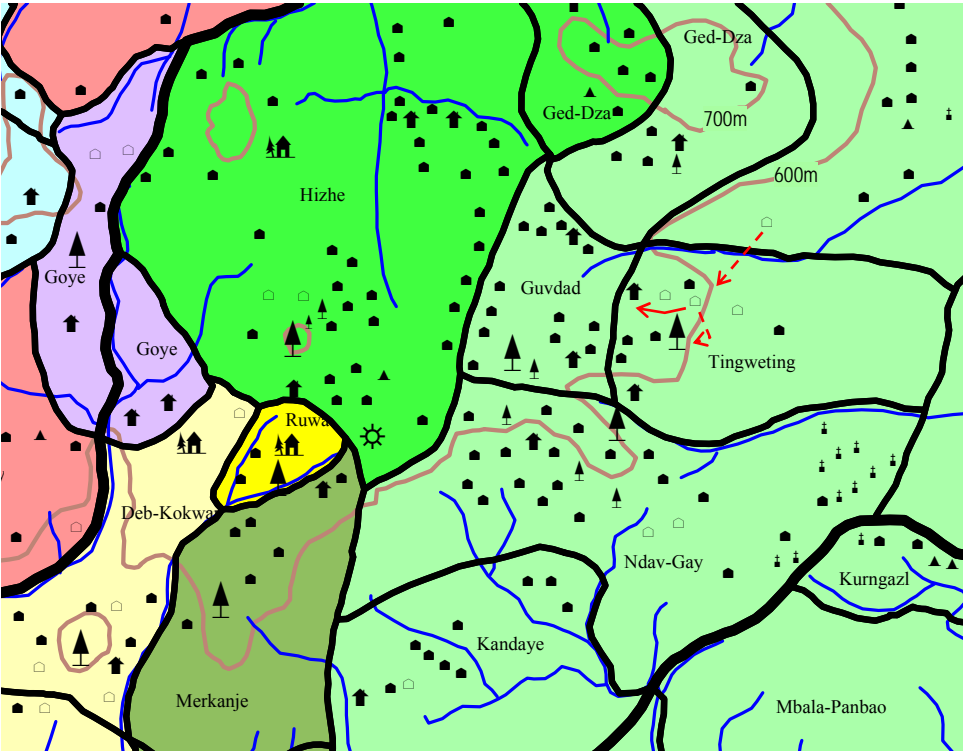 Ged-Dza
Ged-Dza
700m
600m
Hizhe
Goye
Guvdad
Goye
Tingweting
Ruwa
Deb-Kokwa
Ndav-Gay
Kurngazl
Kandaye
Merkanje
Mbala-Panbao